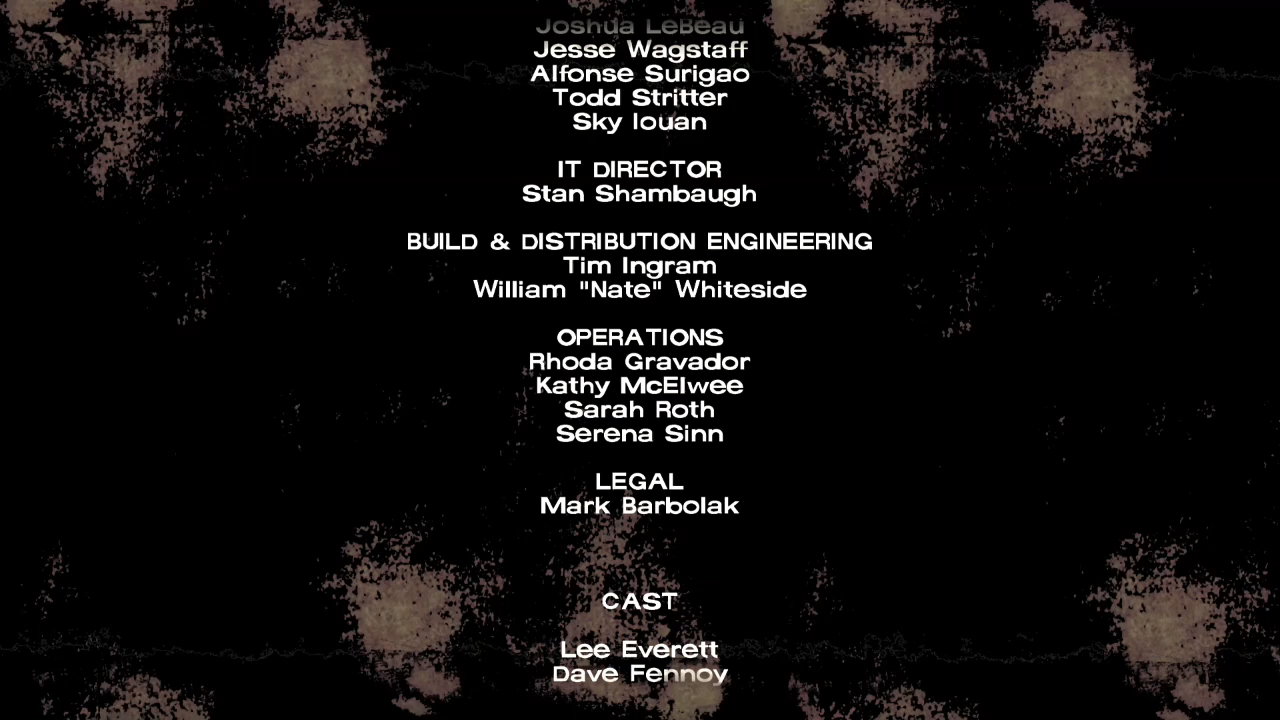 Joshua LeBeau
Jesse Wagstaff
Alfonse Surigao
Todd Stritter
Sky Iouan
IT DIRECTOR
Stan Shambaugh
BUILD & DISTRIBUTION ENGINEERING
Tim Ingram
William "Nate" Whiteside
OPERATIONS
Rhoda Gravador
Kathy McElwee
Sarah Roth
Serena Sinn
LEGAL
Mark Barbolak
CAST
Lee Everett
Dave Fennoy